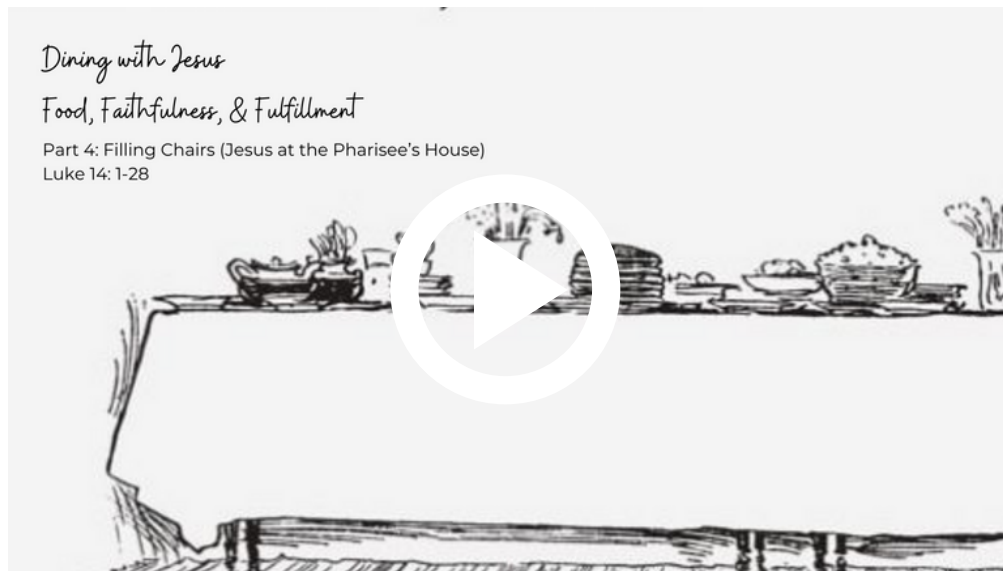 Dining with Jesus
Food, Faithfulness, & Fulfillment
Part 4: Filling Chairs (Jesus at the Pharisee's House)
Luke 14: 1-28